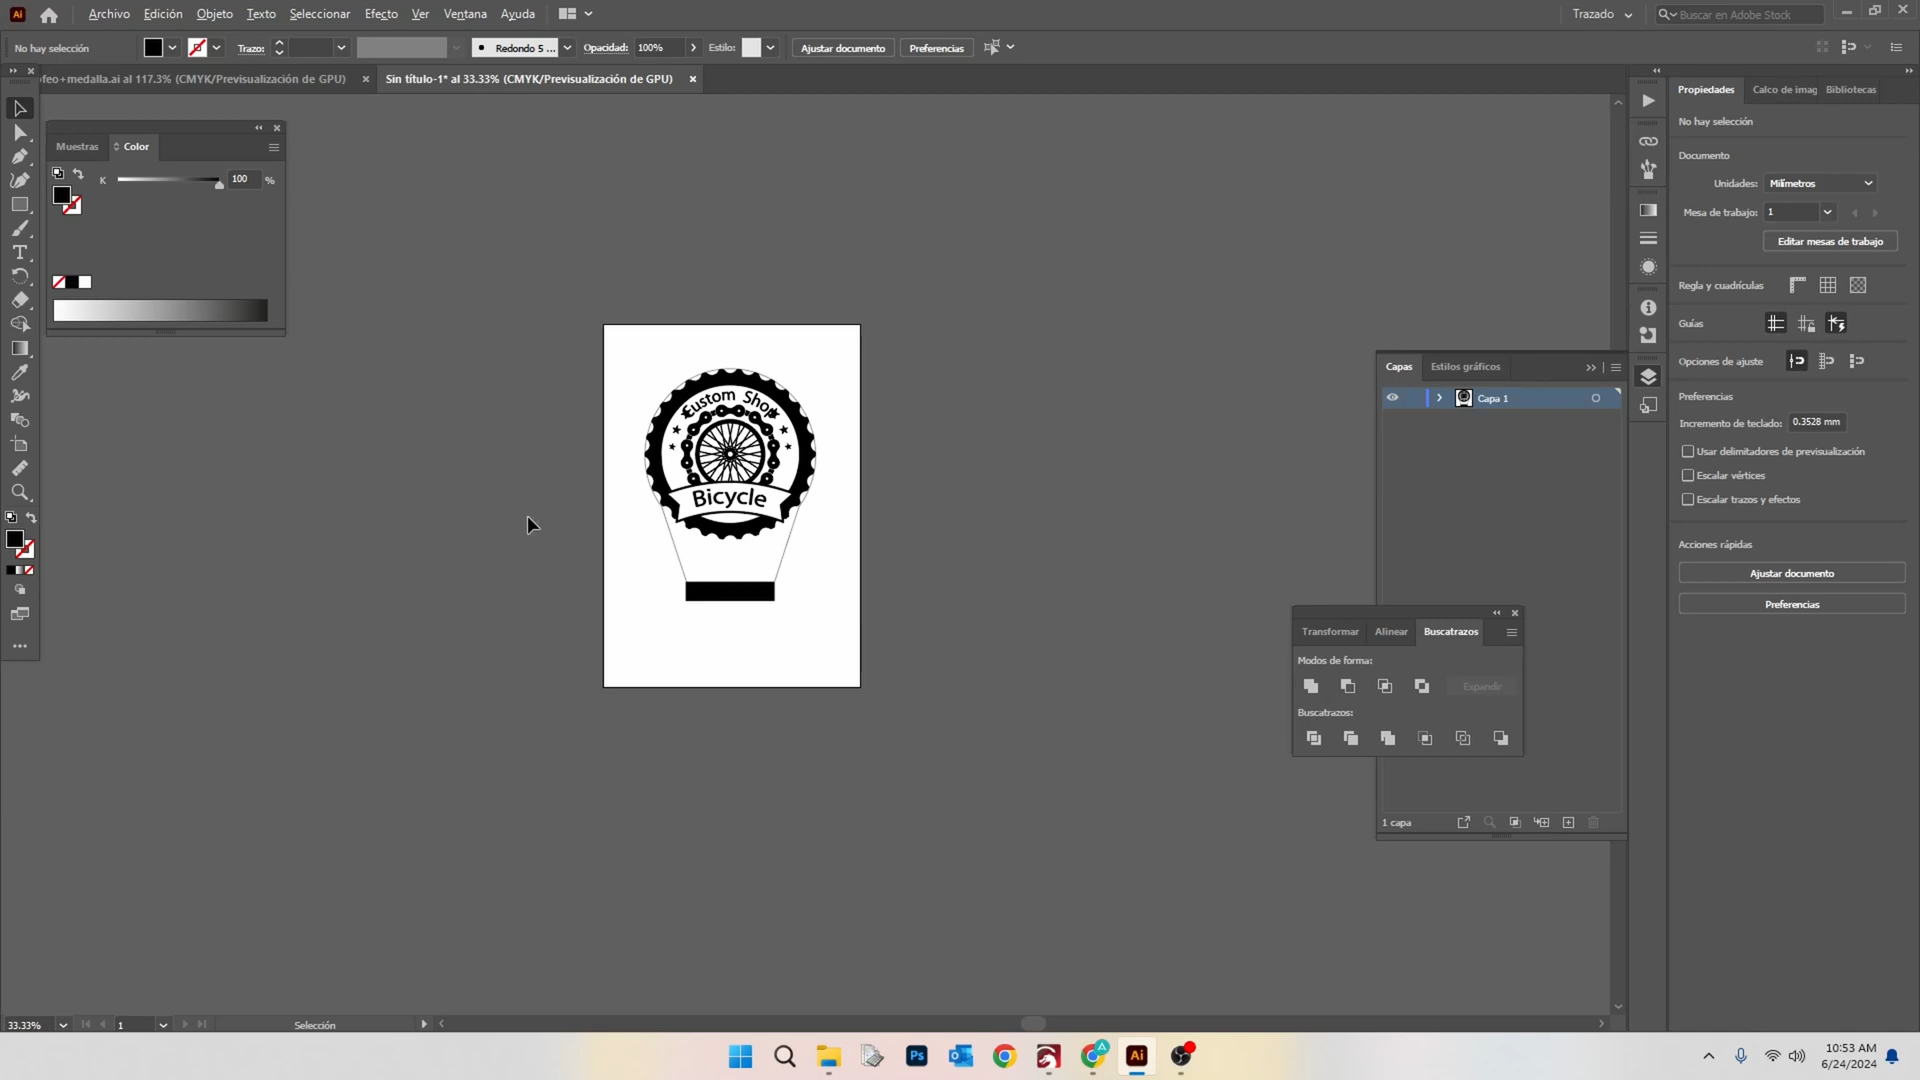 Archivo Edición Objeto Texto Seleccionar Efecto Ver Ventana Ayuda
Trazado
Buscar en Adobe Stock
No hay selección
Trazo:
Redondo 5 ...
Opacidad: 100%
Estilo:
Ajustar documento
Preferencias
ofeo+medalla.ai al 117.3% (CMYK/Previsualización de GPU)
Sin título-1* al 33.33% (CMYK/Previsualización de GPU)
Muestras
Color
K 100 %
Custom Shop
Bicycle
Propiedades
Calco de imag
Bibliotecas
No hay selección
Documento
Unidades: Milímetros
Mesa de trabajo: 1
Editar mesas de trabajo
Regla y cuadrículas
Guías
Opciones de ajuste
Preferencias
Incremento de teclado: 0.3528 mm
Usar delimitadores de previsualización
Escalar vértices
Escalar trazos y efectos
Acciones rápidas
Ajustar documento
Preferencias
Capas
Estilos gráficos
Capa 1
Transformar
Alinear
Buscatrazos
Modos de forma:
Expandir
Buscatrazos:
1 capa
33.33%
1
Selección
Ps
Ai
10:53 AM
6/24/2024